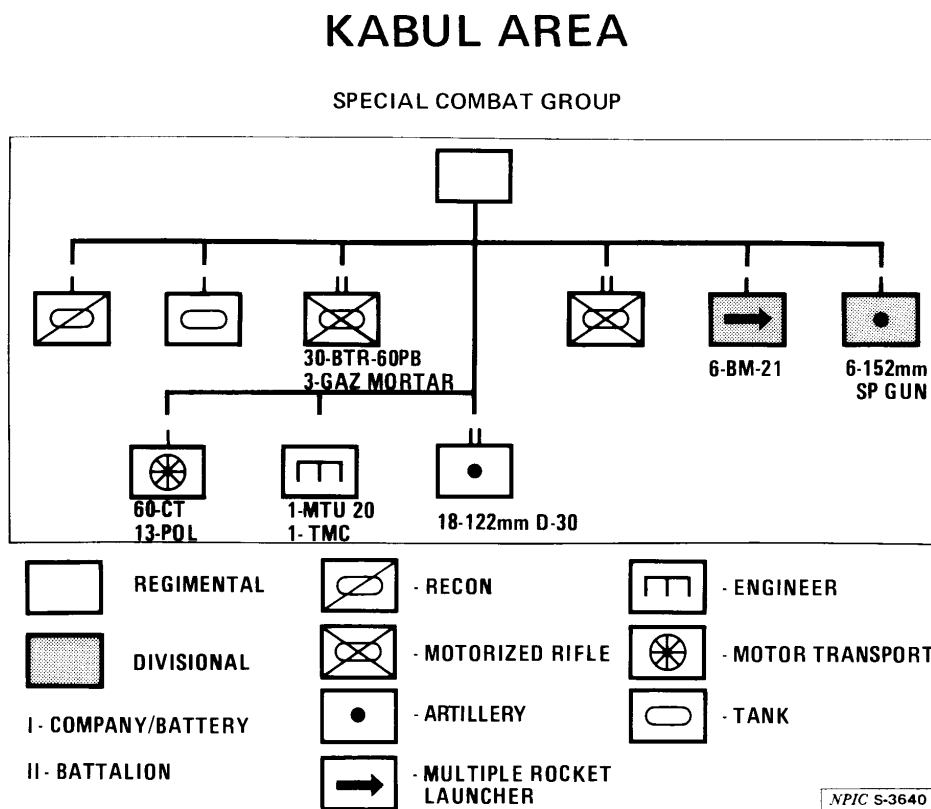 KABUL AREA
SPECIAL COMBAT GROUP
30-BTR-60PB
3-GAZ MORTAR
6-BM-21
6-152mm
SP GUN
60-CT
13-POL
1-MTU 20
1- TMC
18-122mm D-30
REGIMENTAL
DIVISIONAL
I - COMPANY/BATTERY
II - BATTALION
- RECON
- MOTORIZED RIFLE
- ARTILLERY
- MULTIPLE ROCKET
LAUNCHER
- ENGINEER
- MOTOR TRANSPORT
- TANK
NPIC S-3640